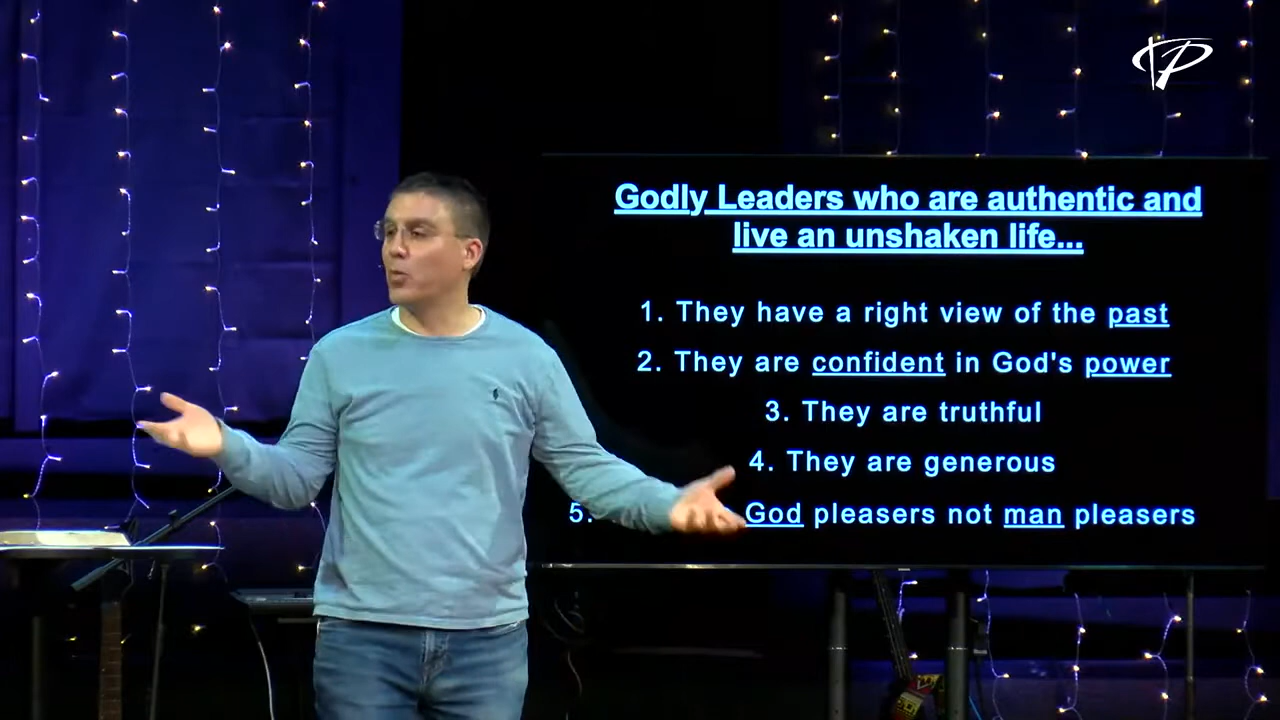 Godly Leaders who are authentic and
live an unshaken life...
1. They have a right view of the past
2. They are confident in God's power
3. They are truthful
4. They are generous
5. God pleasers not man pleasers